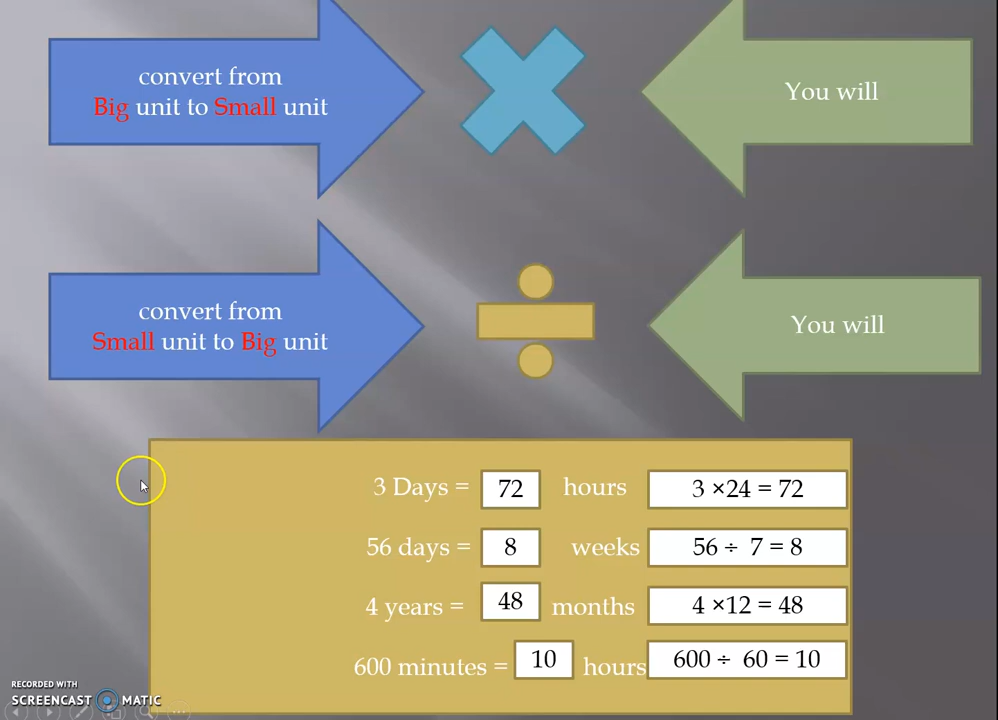 convert from
Big unit to Small unit
You will
convert from
Small unit to Big unit
You will
3 Days = 72 hours 3 ×24 = 72
56 days = 8 weeks 56 ÷ 7 = 8
4 years = 48 months 4 ×12 = 48
600 minutes = 10 hours 600 ÷ 60 = 10
RECORDED WITH
SCREENCAST MATIC